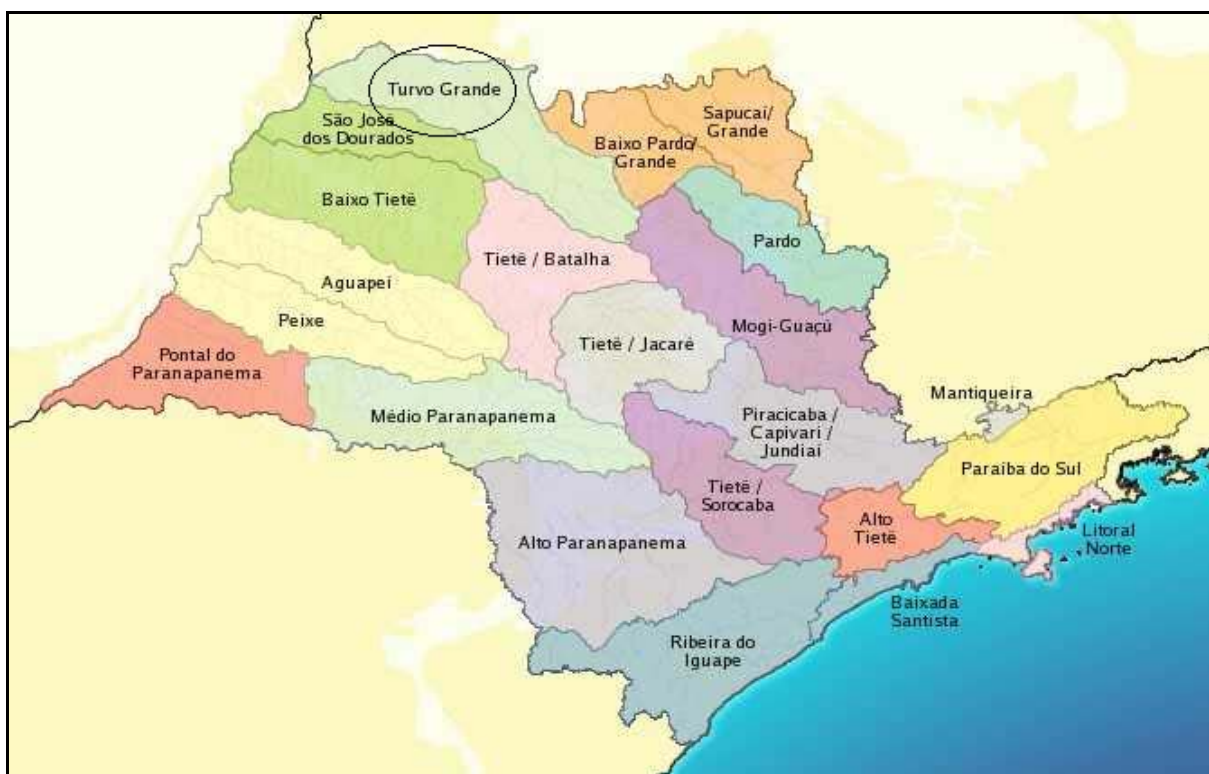 Turvo Grande
São José
dos Dourados
Sapucaí/
Grande
Baixo Pardo/
Grande
Baixo Tietê
Pardo
Tietê / Batalha
Aguapeí
Peixe
Mogi-Guaçú
Tietê / Jacaré
Pontal do
Paranapanema
Médio Paranapanema
Mantiqueira
Piracicaba /
Capivari /
Jundiaí
Paraíba do Sul
Tietê /
Sorocaba
Alto
Tietê
Litoral
Norte
Alto Paranapanema
Baixada
Santista
Ribeira do
Iguape